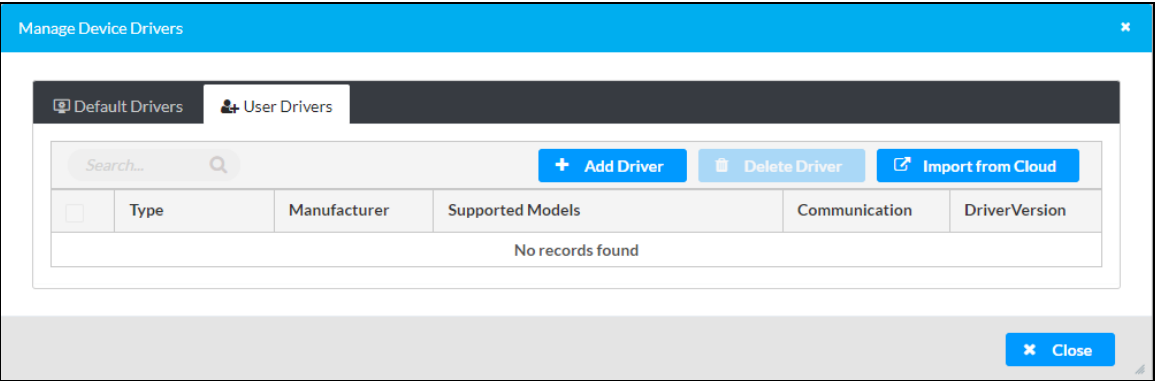 Manage Device Drivers
Default Drivers User Drivers
Search... Add Driver Delete Driver Import from Cloud
Type Manufacturer Supported Models Communication DriverVersion
No records found
Close